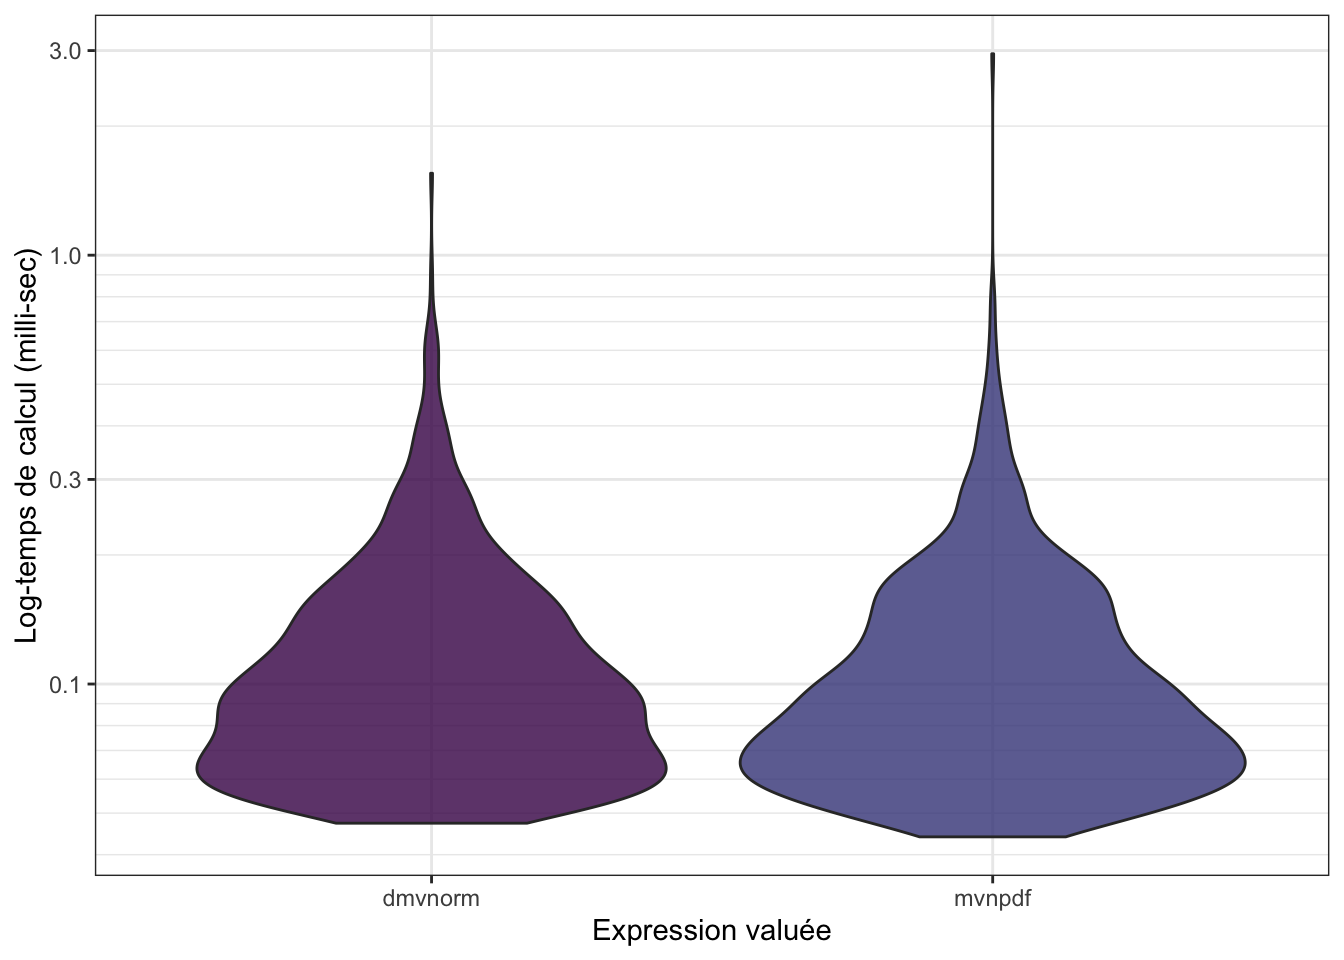 Log-temps de calcul (milli-sec)
3.0
1.0
0.3
0.1
dmvnorm
mvnpdf
Expression valuée